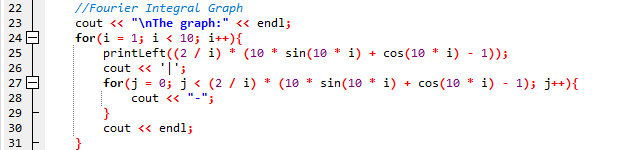 22 //Fourier Integral Graph
23 cout << "\nThe graph:" << endl;
24 for(i = 1; i < 10; i++){
25 printLeft((2 / i) * (10 * sin(10 * i) + cos(10 * i) - 1));
26 cout << '|';
27 for(j = 0; j < (2 / i) * (10 * sin(10 * i) + cos(10 * i) - 1); j++){
28 cout << "-";
29 }
30 cout << endl;
31 }